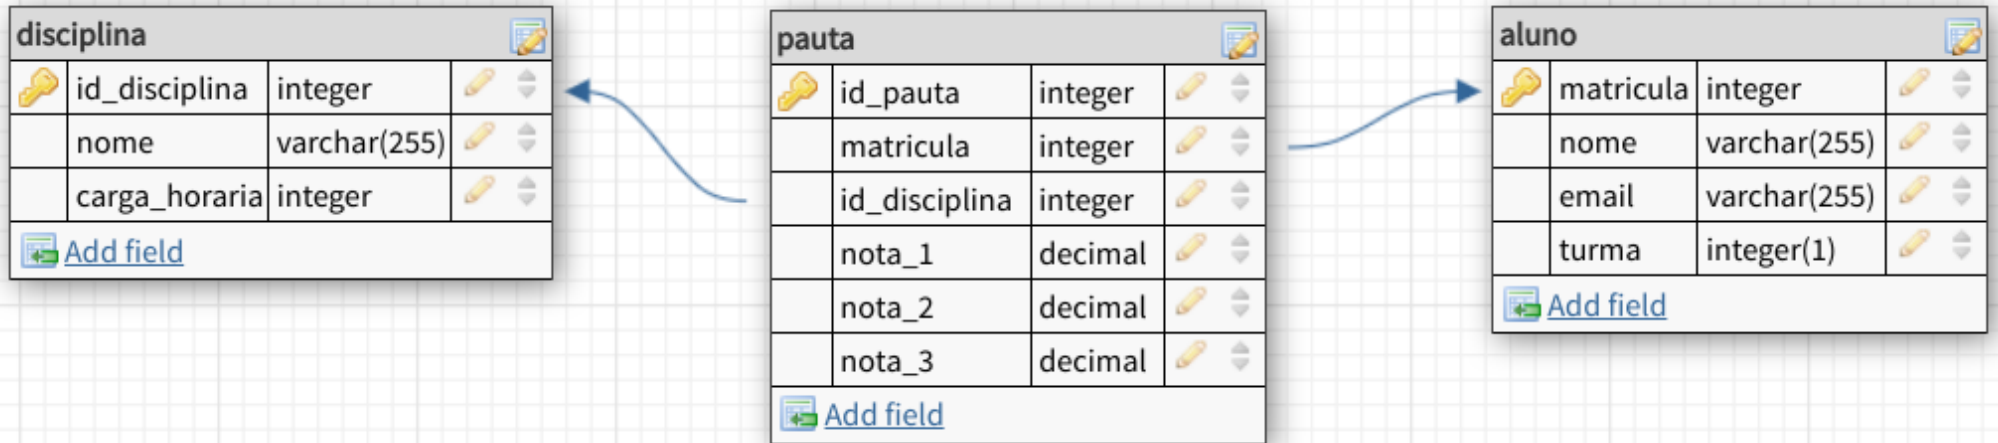 disciplina
id_disciplina integer
nome varchar(255)
carga_horaria integer
Add field
pauta
id_pauta integer
matricula integer
id_disciplina integer
nota_1 decimal
nota_2 decimal
nota_3 decimal
Add field
aluno
matricula integer
nome varchar(255)
email varchar(255)
turma integer(1)
Add field